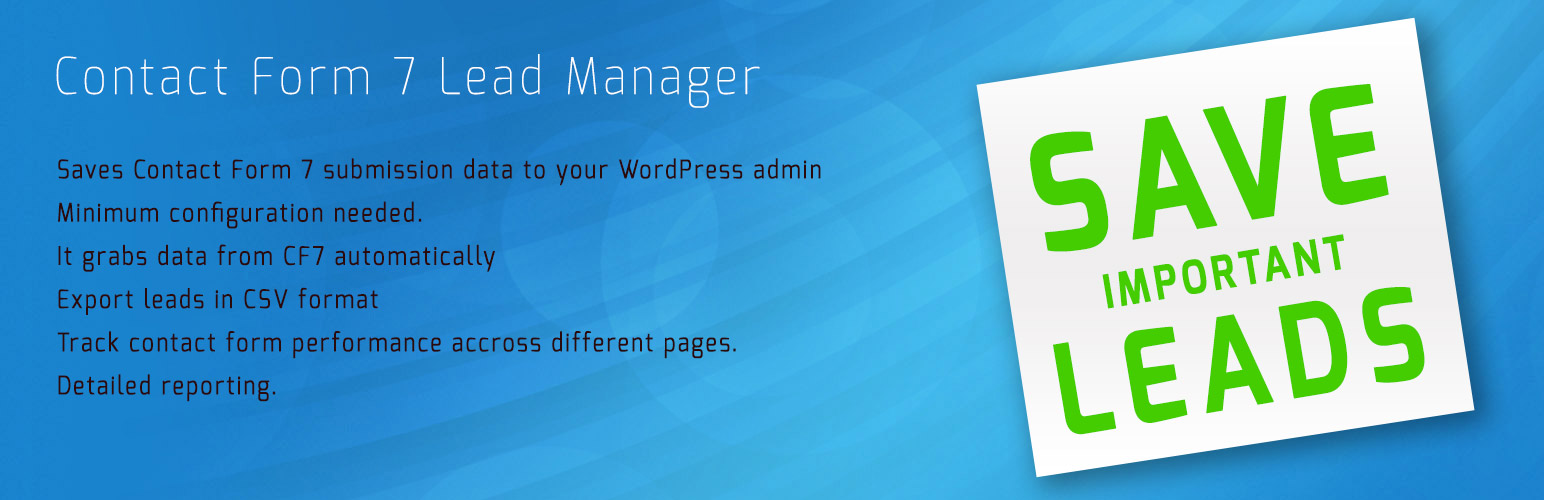 Contact Form 7 Lead Manager
Saves Contact Form 7 submission data to your WordPress admin
Minimum configuration needed.
It grabs data from CF7 automatically
Export leads in CSV format
Track contact form performance accross different pages.
Detailed reporting.
SAVE
IMPORTANT
LEADS